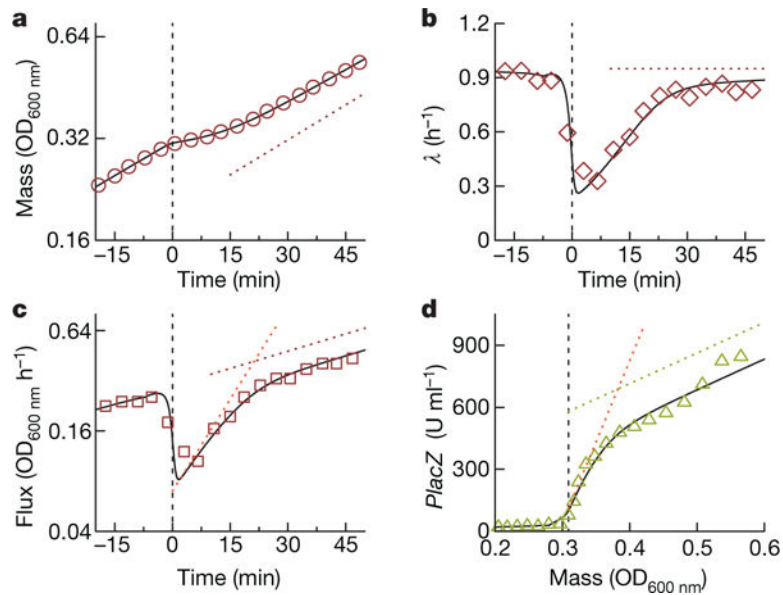 a
0.64
0.32
0.16
Mass (OD600 nm)
−15 0 15 30 45
Time (min)
b
1.2
0.9
0.6
0.3
0
λ (h−1)
−15 0 15 30 45
Time (min)
c
0.64
0.16
0.04
Flux (OD600 nm h−1)
−15 0 15 30 45
Time (min)
d
900
600
300
0
PlacZ (U ml−1)
0.2 0.3 0.4 0.5 0.6
Mass (OD600 nm)